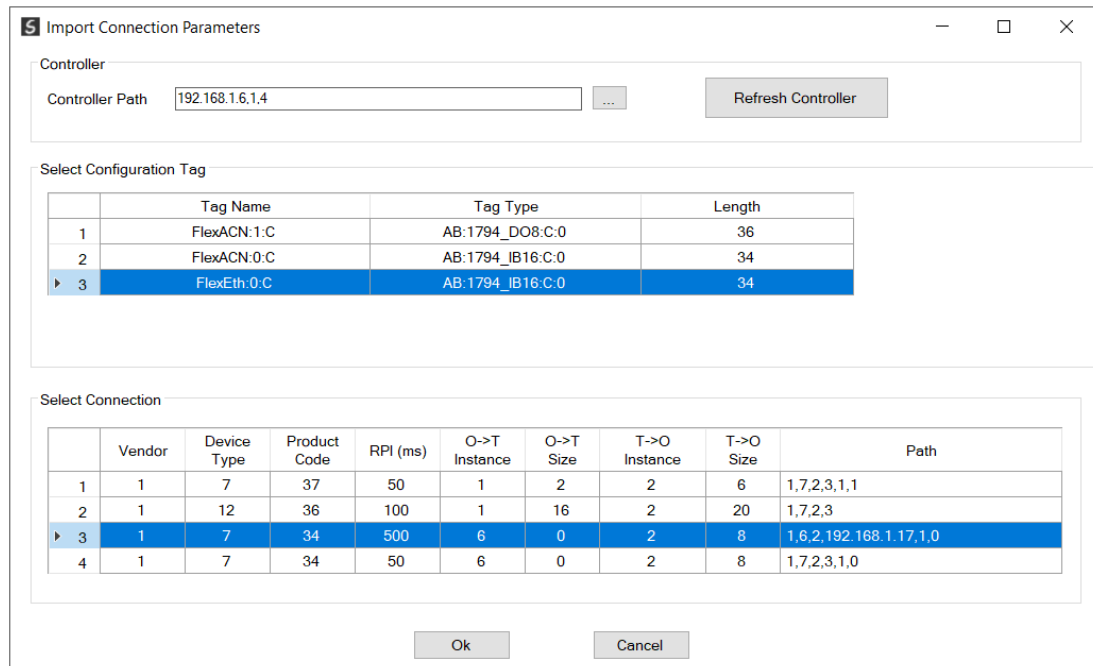 Import Connection Parameters
Controller
Controller Path 192.168.1.6,1,4 ... Refresh Controller
Select Configuration Tag
Tag Name Tag Type Length
1 FlexACN:1:C AB:1794_DO8:C:0 36
2 FlexACN:0:C AB:1794_IB16:C:0 34
3 FlexEth:0:C AB:1794_IB16:C:0 34
Select Connection
Vendor Device Type Product Code RPI (ms) O->T Instance O->T Size T->O Instance T->O Size Path
1 1 7 37 50 1 2 2 6 1,7,2,3,1,1
2 1 12 36 100 1 16 2 20 1,7,2,3
3 1 7 34 500 6 0 2 8 1,6,2,192.168.1.17,1,0
4 1 7 34 50 6 0 2 8 1,7,2,3,1,0
Ok Cancel